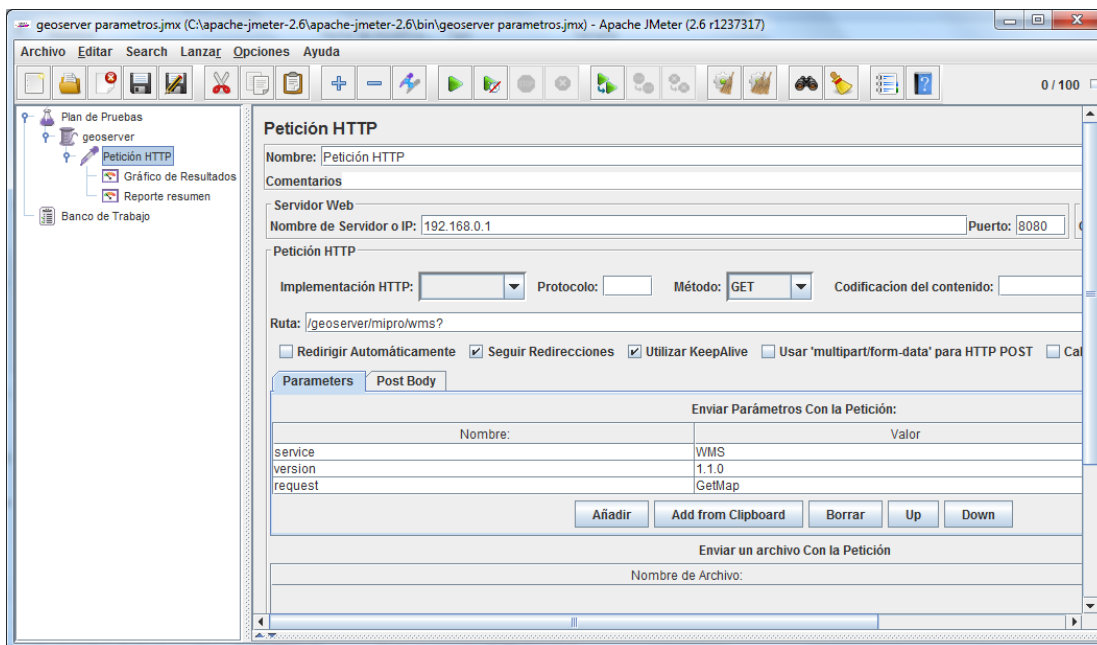 geoserver parametros.jmx (C:\apache-jmeter-2.6\apache-jmeter-2.6\bin\geoserver parametros.jmx) - Apache JMeter (2.6 r1237317)
Archivo Editar Search Lanzar Opciones Ayuda
0 / 100
Plan de Pruebas
geoserver
Petición HTTP
Gráfico de Resultados
Reporte resumen
Banco de Trabajo
Petición HTTP
Nombre: Petición HTTP
Comentarios
Servidor Web
Nombre de Servidor o IP: 192.168.0.1 Puerto: 8080
Petición HTTP
Implementación HTTP: Protocolo: Método: GET Codificacion del contenido:
Ruta: /geoserver/mipro/wms?
Redirigir Automáticamente Seguir Redirecciones Utilizar KeepAlive Usar 'multipart/form-data' para HTTP POST Cal
Parameters Post Body
Enviar Parámetros Con la Petición:
Nombre: Valor
service WMS
version 1.1.0
request GetMap
Añadir Add from Clipboard Borrar Up Down
Enviar un archivo Con la Petición
Nombre de Archivo: